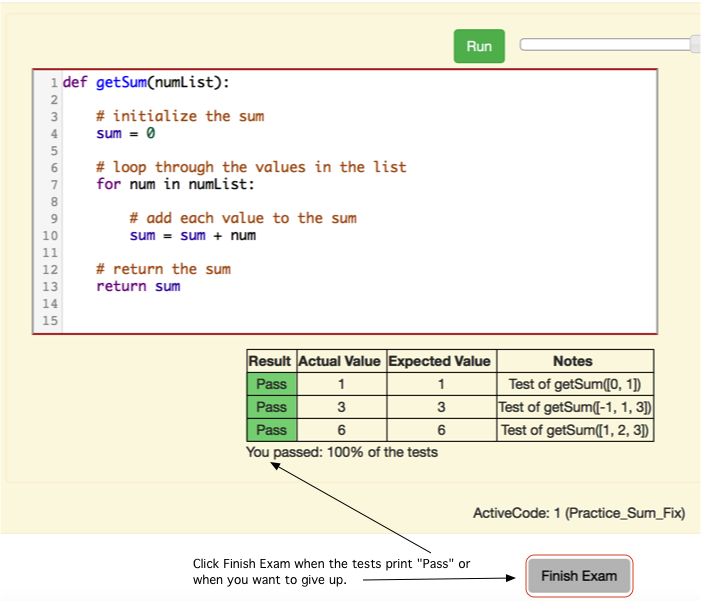 Run
1 def getSum(numList):
2
3 # initialize the sum
4 sum = 0
5
6 # loop through the values in the list
7 for num in numList:
8
9 # add each value to the sum
10 sum = sum + num
11
12 # return the sum
13 return sum
14
15
Result Actual Value Expected Value Notes
Pass 1 1 Test of getSum([0, 1])
Pass 3 3 Test of getSum([-1, 1, 3])
Pass 6 6 Test of getSum([1, 2, 3])
You passed: 100% of the tests
ActiveCode: 1 (Practice_Sum_Fix)
Click Finish Exam when the tests print "Pass" or
when you want to give up.
Finish Exam